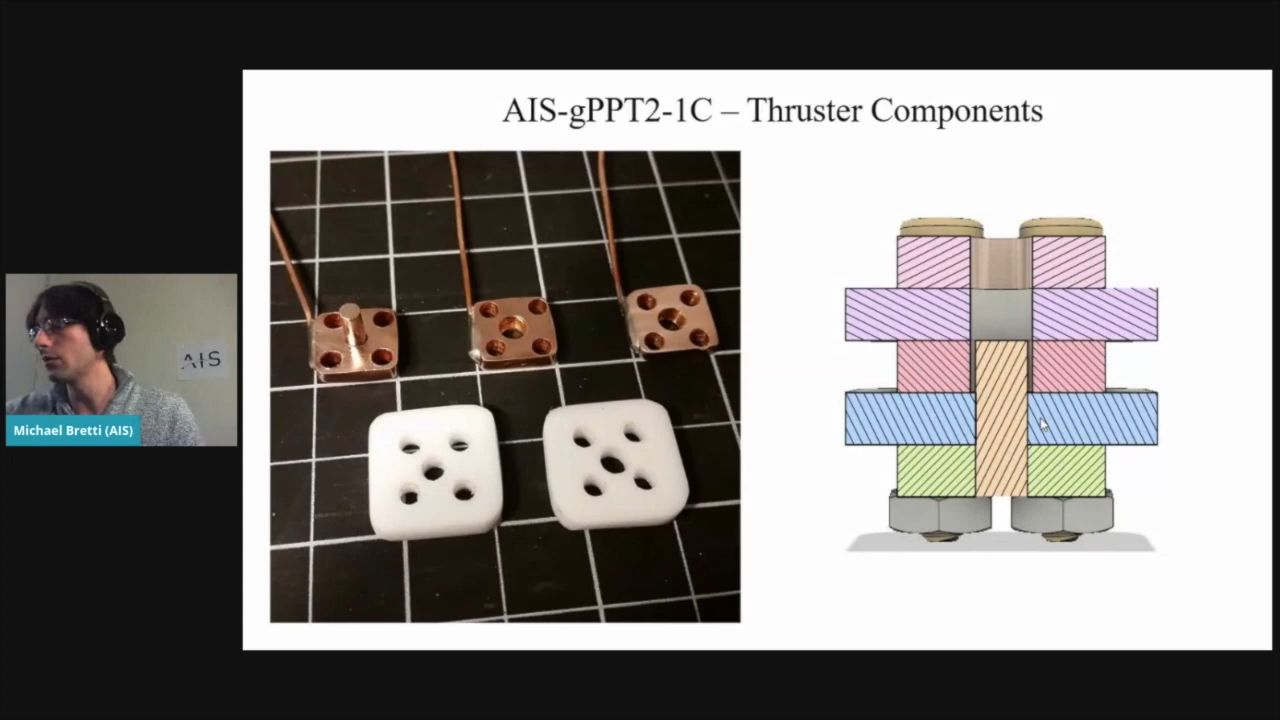 AIS-gPPT2-1C – Thruster Components
AIS
Michael Bretti (AIS)